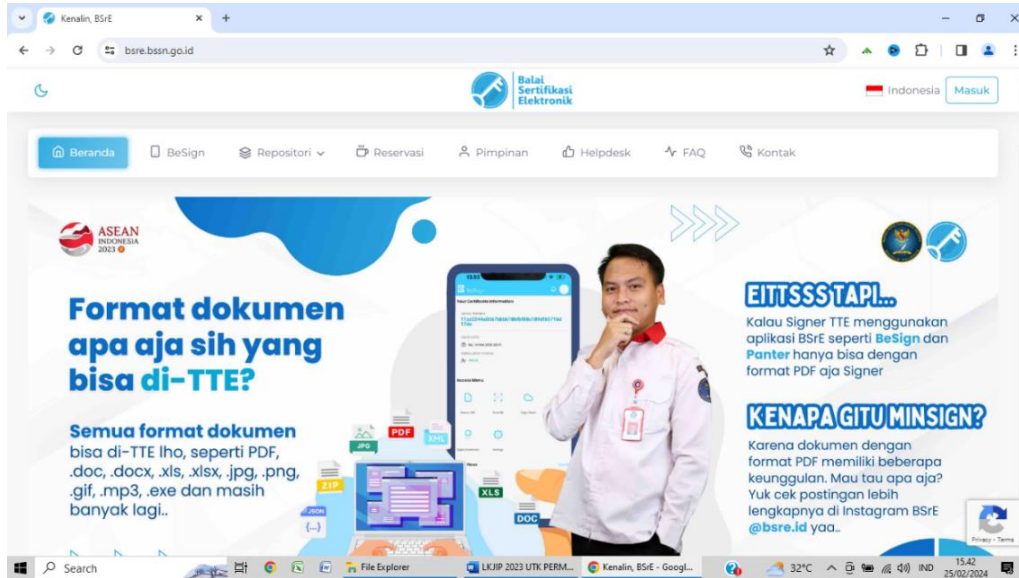 Kenalin, BSrE
bsre.bssn.go.id
Balai
Sertifikasi
Elektronik
Indonesia
Masuk
Beranda
BeSign
Repositori
Reservasi
Pimpinan
Helpdesk
FAQ
Kontak
ASEAN
INDONESIA
2023
Format dokumen
apa aja sih yang
bisa di-TTE?
Semua format dokumen
bisa di-TTE lho, seperti PDF,
.doc, .docx, .xls, .xlsx, .jpg, .png,
.gif, .mp3, .exe dan masih
banyak lagi..
JPG
PDF
XML
ZIP
JSON
{...}
XLS
DOC
EITTSSS TAPI...
Kalau Signer TTE menggunakan
aplikasi BSrE seperti BeSign dan
Panter hanya bisa dengan
format PDF aja Signer
KENAPA GITU MINSIGN?
Karena dokumen dengan
format PDF memiliki beberapa
keunggulan. Mau tau apa aja?
Yuk cek postingan lebih
lengkapnya di Instagram BSrE
@bsre.id yaa..
Privacy - Terms
Search
File Explorer
LKJIP 2023 UTK PERM...
Kenalin, BSrE - Googl...
32°C
IND
15.42
25/02/2024